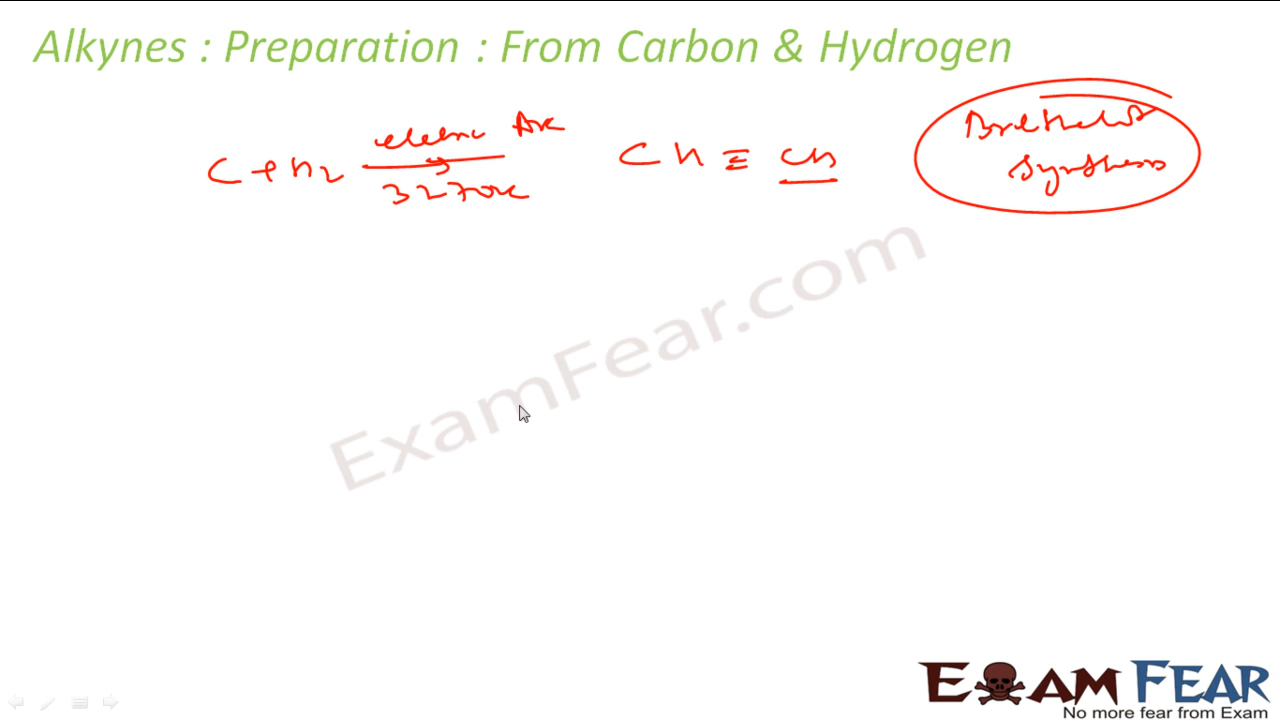 Alkynes : Preparation : From Carbon & Hydrogen
C + H2 electric Arc 3270K CH ≡ CH
Berthelot
Synthesis
ExamFear.com
EXAM FEAR
No more fear from Exam